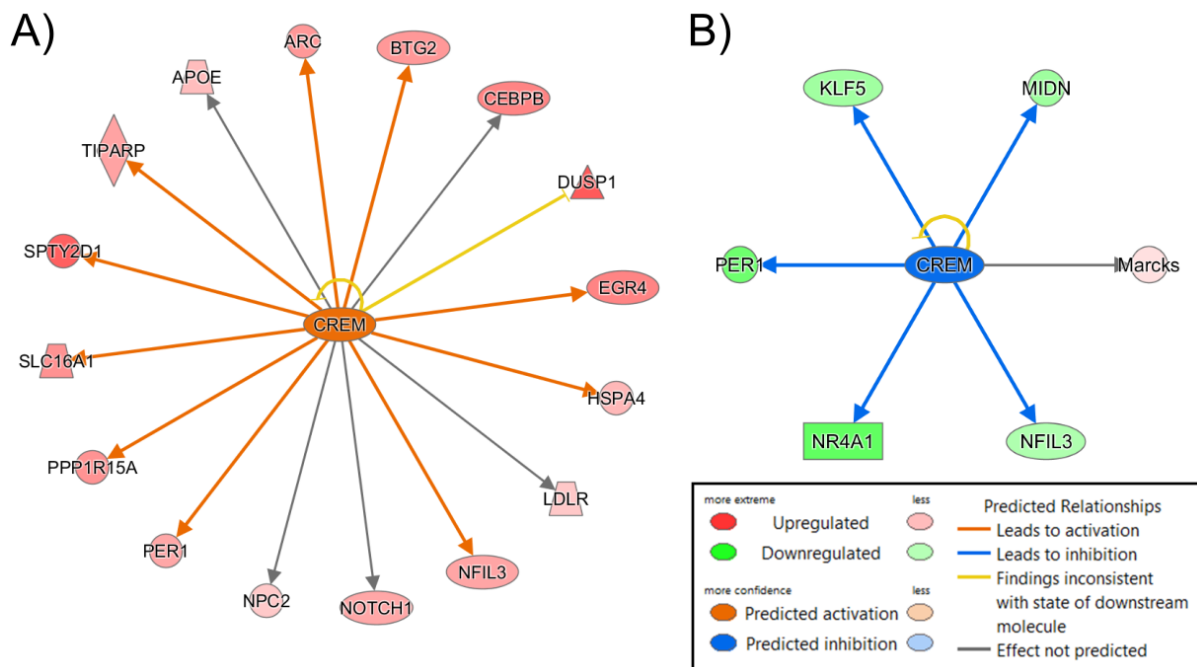 A)
ARC
BTG2
APOE
CEBPB
TIPARP
DUSP1
SPTY2D1
EGR4
CREM
SLC16A1
HSPA4
PPP1R15A
LDLR
PER1
NFIL3
NPC2
NOTCH1
B)
KLF5
MIDN
PER1
CREM
Marcks
NR4A1
NFIL3
more extreme
less
Upregulated
Downregulated
more confidence
less
Predicted activation
Predicted inhibition
Predicted Relationships
Leads to activation
Leads to inhibition
Findings inconsistent
with state of downstream
molecule
Effect not predicted